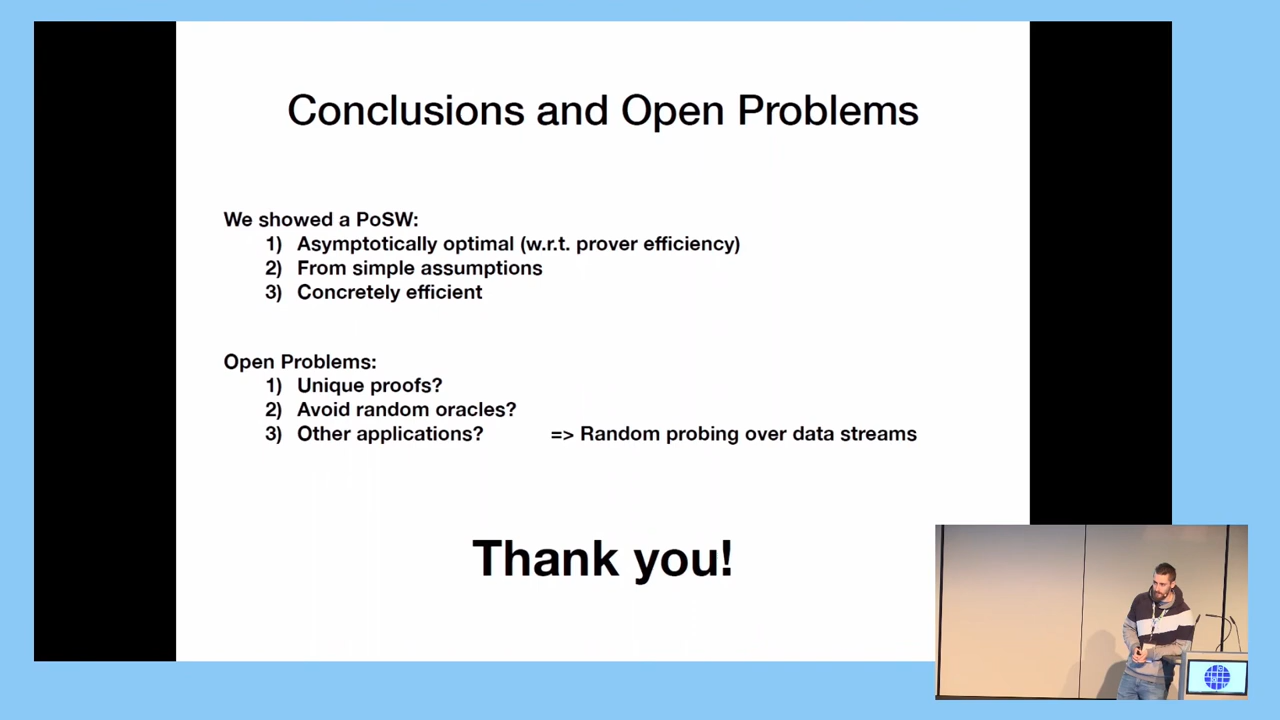 Conclusions and Open Problems
We showed a PoSW:
1) Asymptotically optimal (w.r.t. prover efficiency)
2) From simple assumptions
3) Concretely efficient
Open Problems:
1) Unique proofs?
2) Avoid random oracles?
3) Other applications? => Random probing over data streams
Thank you!